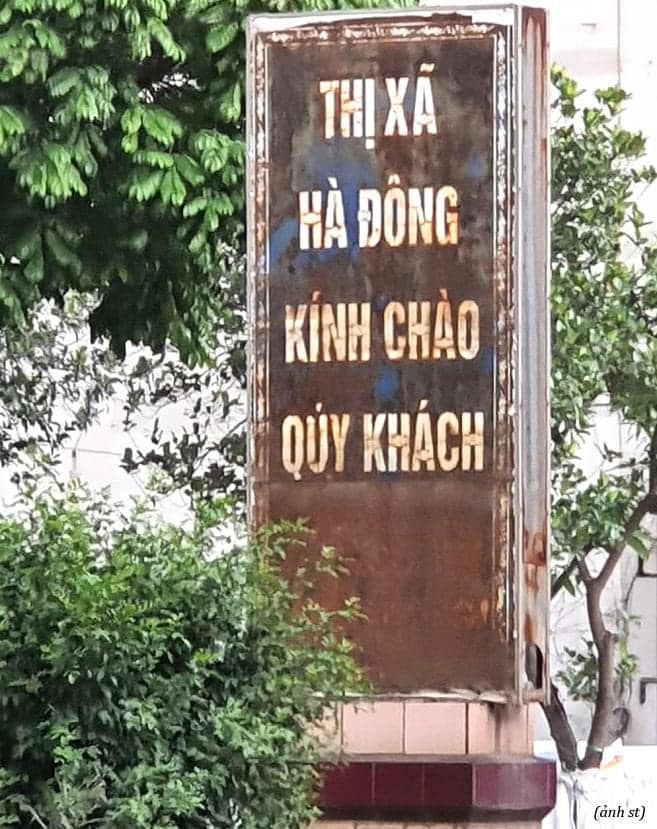 THỊ XÃ
HÀ ĐÔNG
KÍNH CHÀO
QÚY KHÁCH
(ảnh st)